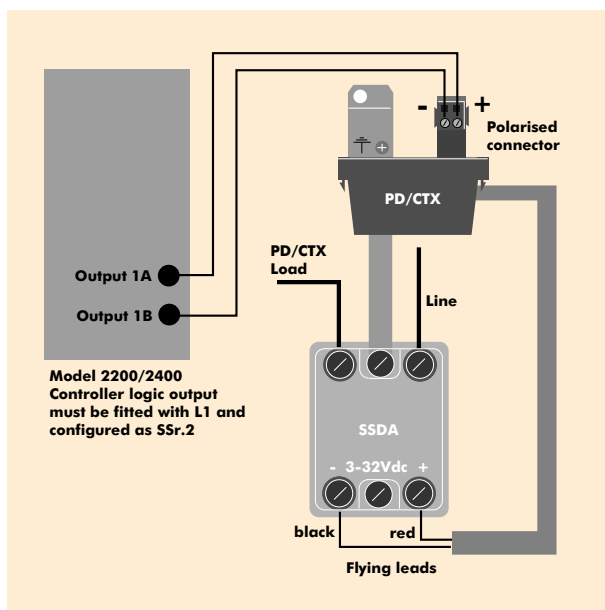 - +
Polarised
connector
PD/CTX
PD/CTX
Load
Line
Output 1A
Output 1B
Model 2200/2400
Controller logic output
must be fitted with L1 and
configured as SSr.2
SSDA
- 3-32Vdc +
black
red
Flying leads